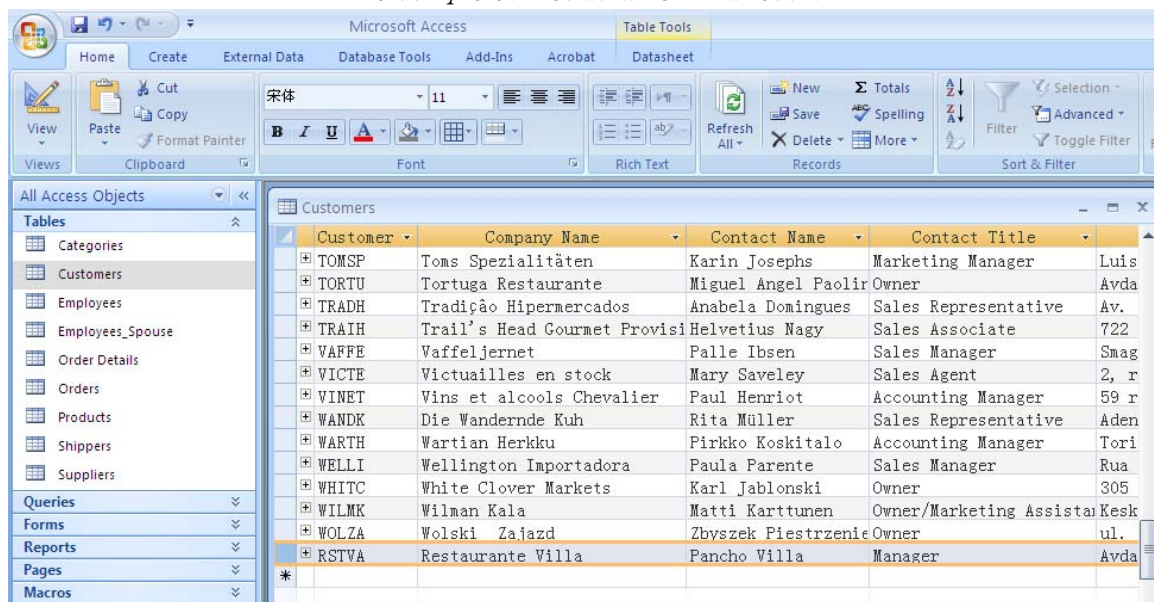 Microsoft Access
Table Tools
Home Create External Data Database Tools Add-Ins Acrobat Datasheet
View
Paste
Cut
Copy
Format Painter
宋体 11
B I U A
ab
Refresh All
New
Save
Delete
Σ Totals
ABC Spelling
More
Filter
Selection
Advanced
Toggle Filter
Views Clipboard Font Rich Text Records Sort & Filter
All Access Objects
Tables
Categories
Customers
Employees
Employees_Spouse
Order Details
Orders
Products
Shippers
Suppliers
Queries
Forms
Reports
Pages
Macros
Customers
Customer Company Name Contact Name Contact Title
TOMSP Toms Spezialitäten Karin Josephs Marketing Manager Luis
TORTU Tortuga Restaurante Miguel Angel Paolir Owner Avda
TRADH Tradição Hipermercados Anabela Domingues Sales Representative Av.
TRAIH Trail's Head Gourmet Provisi Helvetius Nagy Sales Associate 722
VAFFE Vaffeljernet Palle Ibsen Sales Manager Smag
VICTE Victuailles en stock Mary Saveley Sales Agent 2, r
VINET Vins et alcools Chevalier Paul Henriot Accounting Manager 59 r
WANDK Die Wandernde Kuh Rita Müller Sales Representative Aden
WARTH Wartian Herkku Pirkko Koskitalo Accounting Manager Tori
WELLI Wellington Importadora Paula Parente Sales Manager Rua
WHITC White Clover Markets Karl Jablonski Owner 305
WILMK Wilman Kala Matti Karttunen Owner/Marketing Assista Kesk
WOLZA Wolski Zajazd Zbyszek Piestrzenie Owner ul.
RSTVA Restaurante Villa Pancho Villa Manager Avda